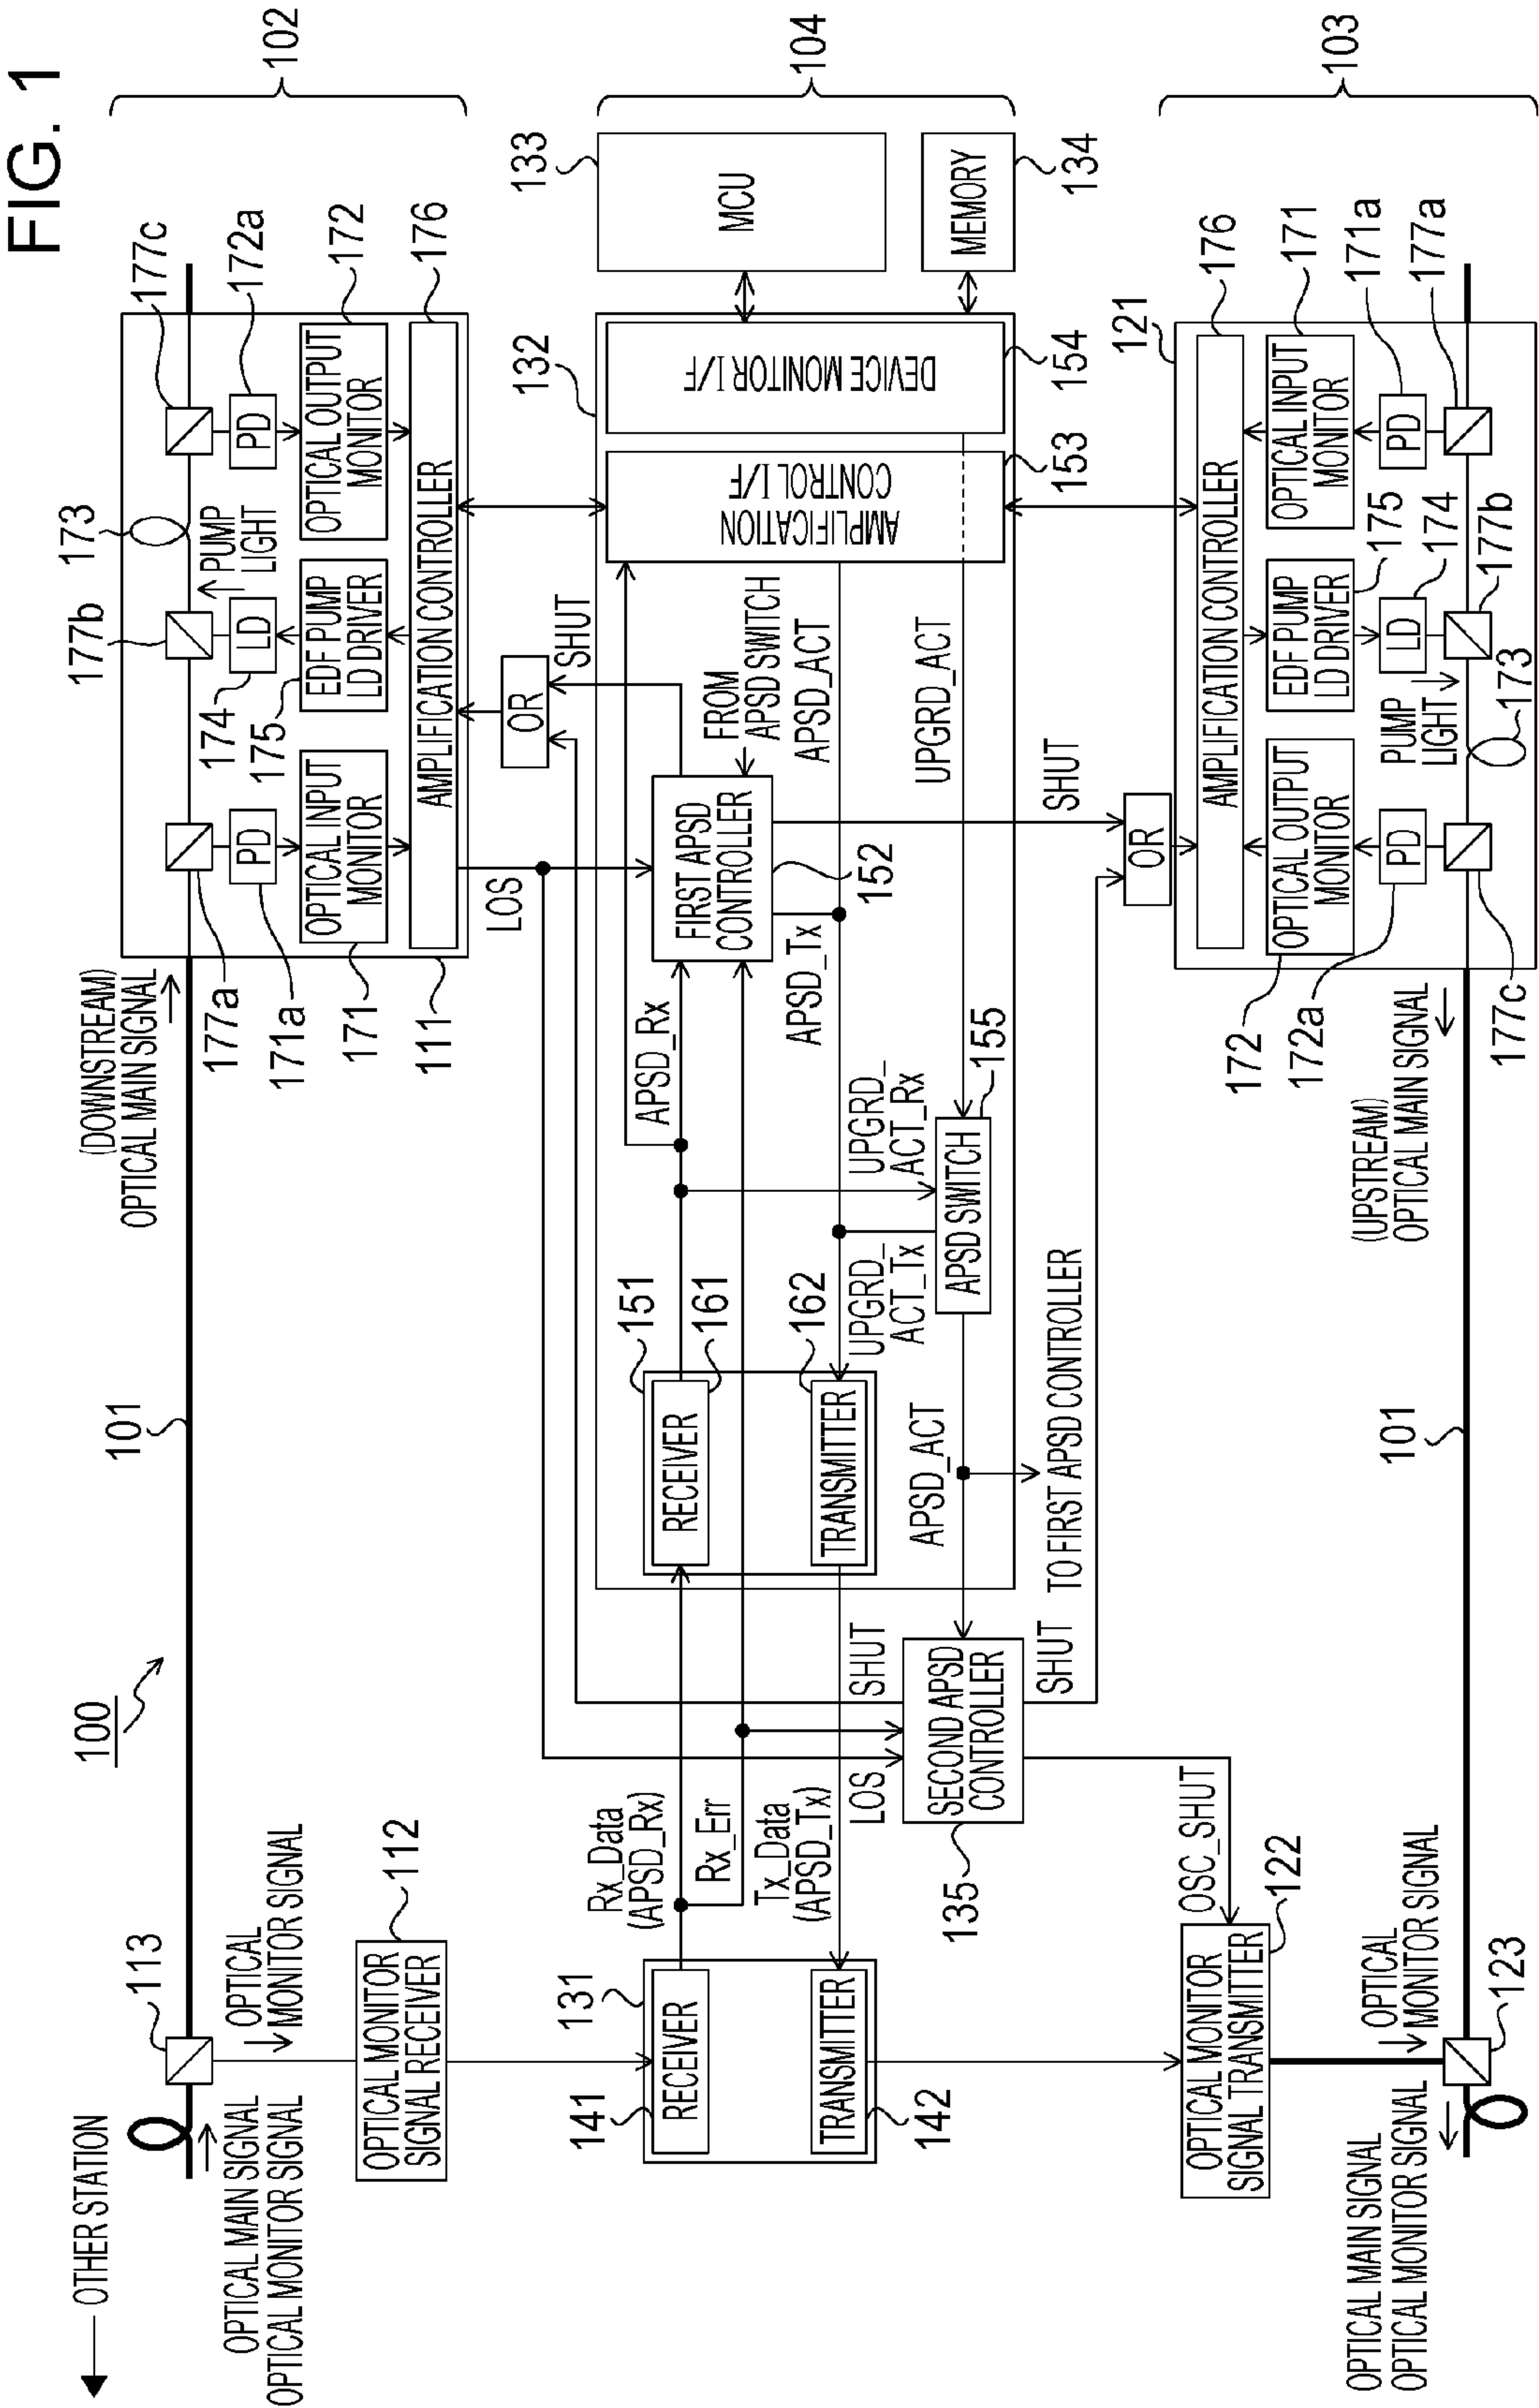 FIG. 1
100
OTHER STATION
OPTICAL MAIN SIGNAL
OPTICAL MONITOR SIGNAL
113
OPTICAL
MONITOR SIGNAL
101
(DOWNSTREAM)
OPTICAL MAIN SIGNAL
102
177a
177b
173
177c
PUMP
LIGHT
PD
171a
LD
174
PD
172a
OPTICAL INPUT
MONITOR
171
EDF PUMP
LD DRIVER
175
OPTICAL OUTPUT
MONITOR
172
AMPLIFICATION CONTROLLER
176
111
OPTICAL MONITOR
SIGNAL RECEIVER
112
LOS
OR
SHUT
104
132
133
MCU
134
MEMORY
131
141
RECEIVER
TRANSMITTER
142
Rx_Data
(APSD_Rx)
Rx_Err
Tx_Data
(APSD_Tx)
LOS
SHUT
151
RECEIVER
161
162
TRANSMITTER
APSD_Rx
FIRST APSD
CONTROLLER
152
FROM
APSD SWITCH
APSD_ACT
APSD_Tx
UPGRD_
ACT_Rx
UPGRD_
ACT_Tx
UPGRD_ACT
AMPLIFICATION
CONTROL I/F
153
DEVICE MONITOR I/F
154
APSD SWITCH
155
APSD_ACT
TO FIRST APSD CONTROLLER
SECOND APSD
CONTROLLER
135
SHUT
OSC_SHUT
SHUT
OR
OPTICAL MONITOR
SIGNAL TRANSMITTER
122
121
103
AMPLIFICATION CONTROLLER
176
OPTICAL OUTPUT
MONITOR
172
EDF PUMP
LD DRIVER
175
OPTICAL INPUT
MONITOR
171
PD
172a
LD
174
PD
171a
PUMP
LIGHT
177c
173
177b
177a
(UPSTREAM)
OPTICAL MAIN SIGNAL
101
OPTICAL
MONITOR SIGNAL
123
OPTICAL MAIN SIGNAL
OPTICAL MONITOR SIGNAL